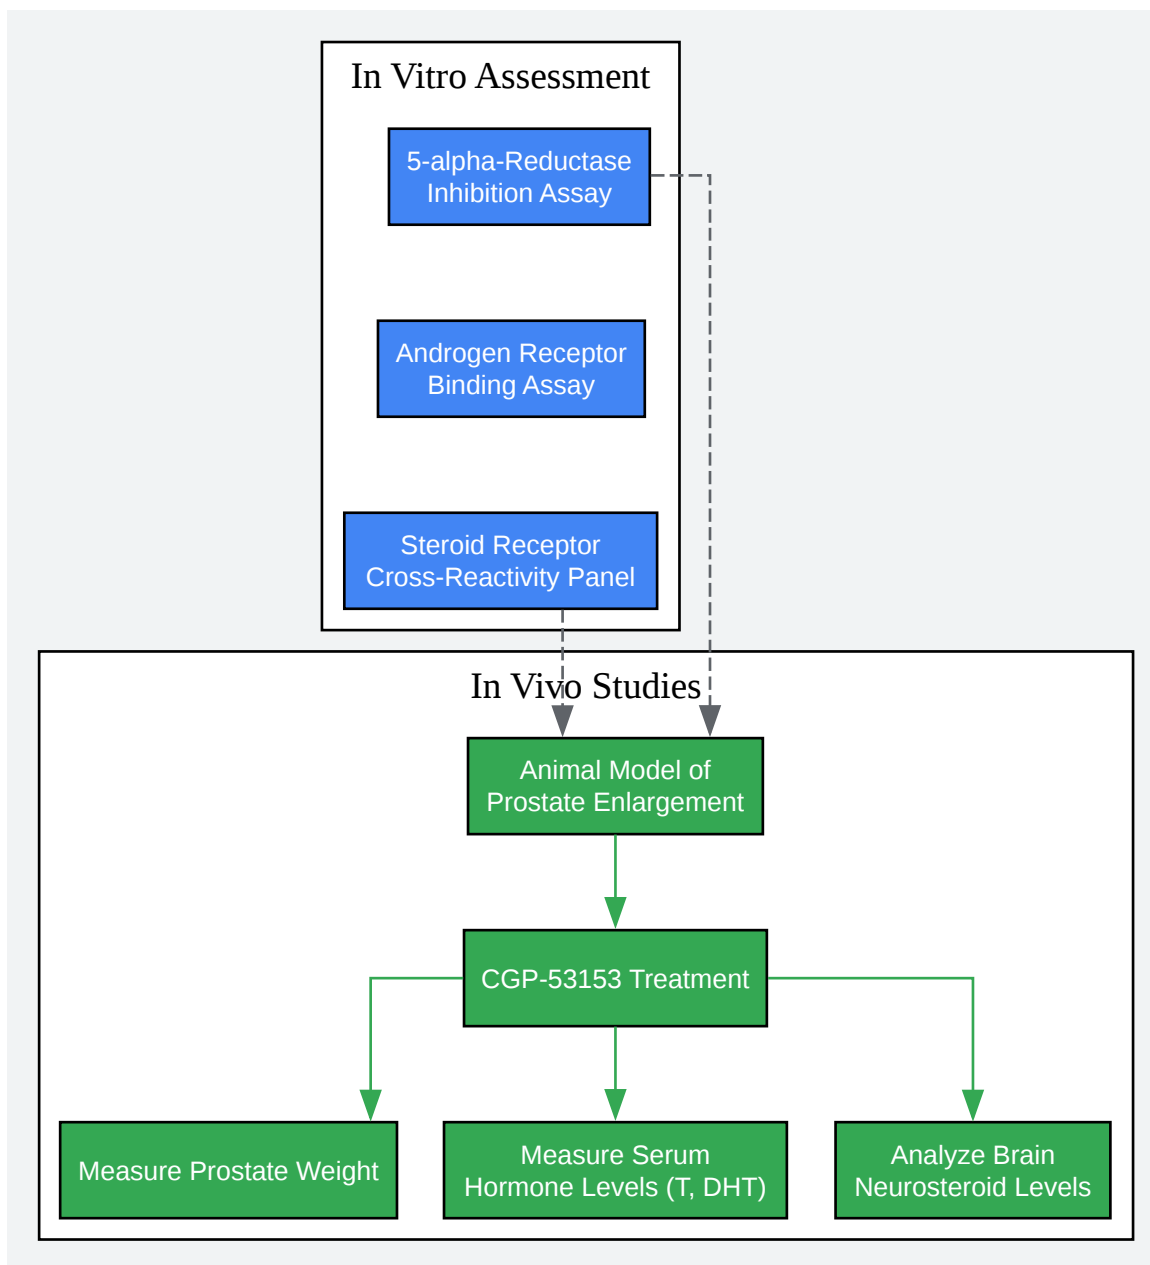 In Vitro Assessment
5-alpha-Reductase
Inhibition Assay
Androgen Receptor
Binding Assay
Steroid Receptor
Cross-Reactivity Panel
In Vivo Studies
Animal Model of
Prostate Enlargement
CGP-53153 Treatment
Measure Prostate Weight
Measure Serum
Hormone Levels (T, DHT)
Analyze Brain
Neurosteroid Levels